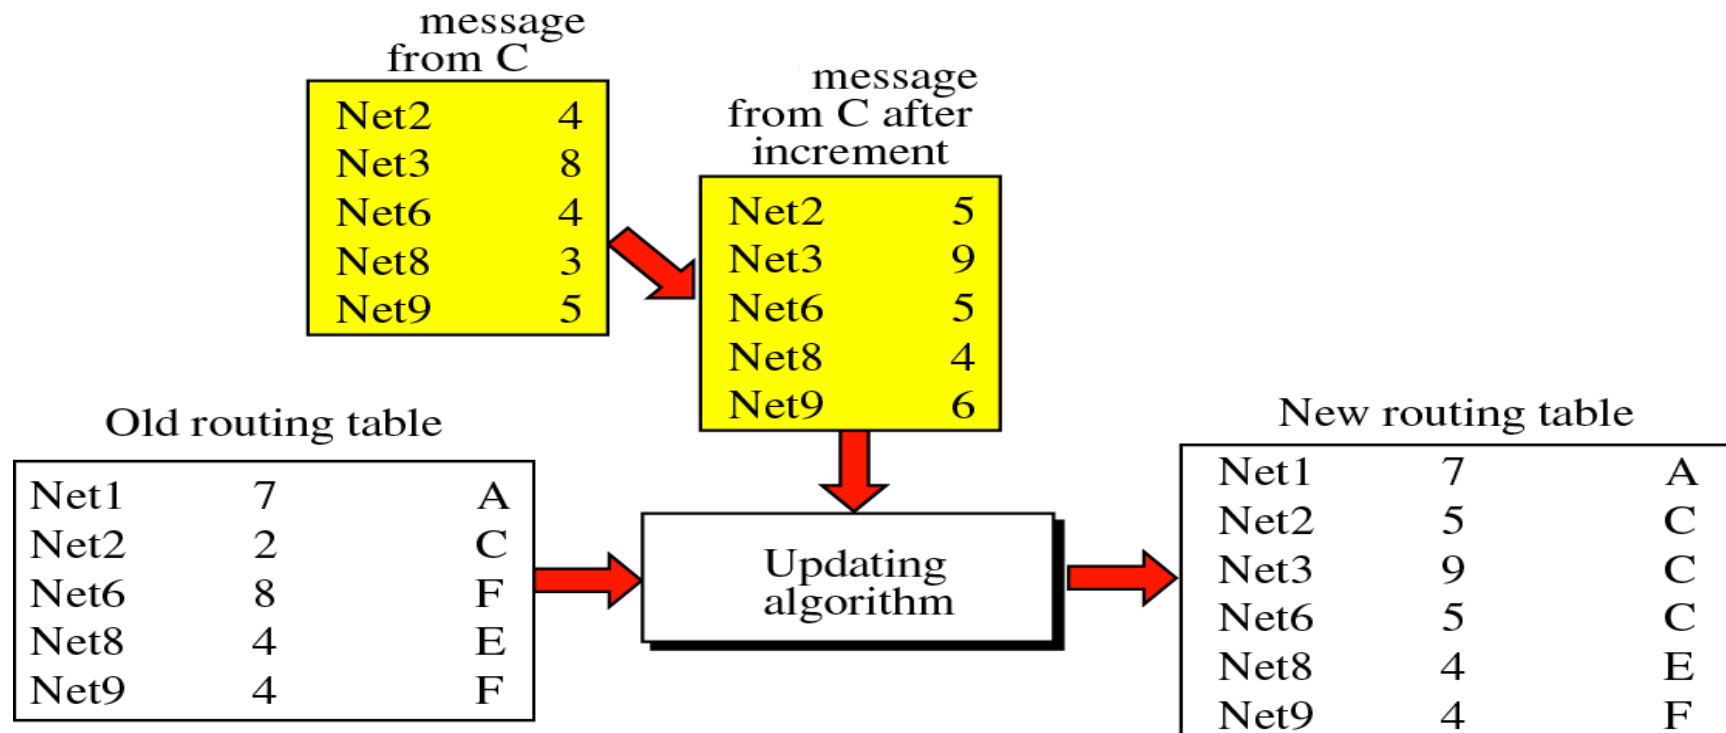 message
from C
Net2 4
Net3 8
Net6 4
Net8 3
Net9 5
message
from C after
increment
Net2 5
Net3 9
Net6 5
Net8 4
Net9 6
Old routing table
Net1 7 A
Net2 2 C
Net6 8 F
Net8 4 E
Net9 4 F
Updating
algorithm
New routing table
Net1 7 A
Net2 5 C
Net3 9 C
Net6 5 C
Net8 4 E
Net9 4 F